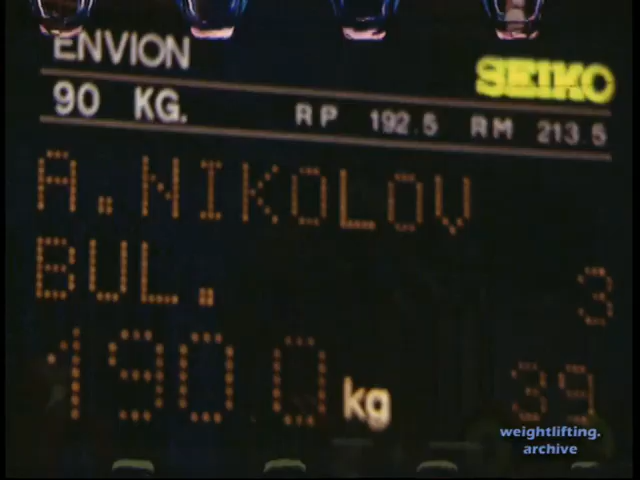 ENVION
SEIKO
90 KG. RP 192.5 RM 213.5
A.NIKOLOV
BUL. 3
190.0 kg 39
weightlifting.
archive